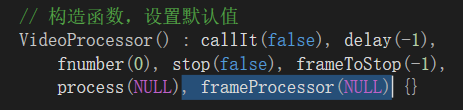 // 构造函数，设置默认值
VideoProcessor() : callIt(false), delay(-1),
fnumber(0), stop(false), frameToStop(-1),
process(NULL), frameProcessor(NULL) {}